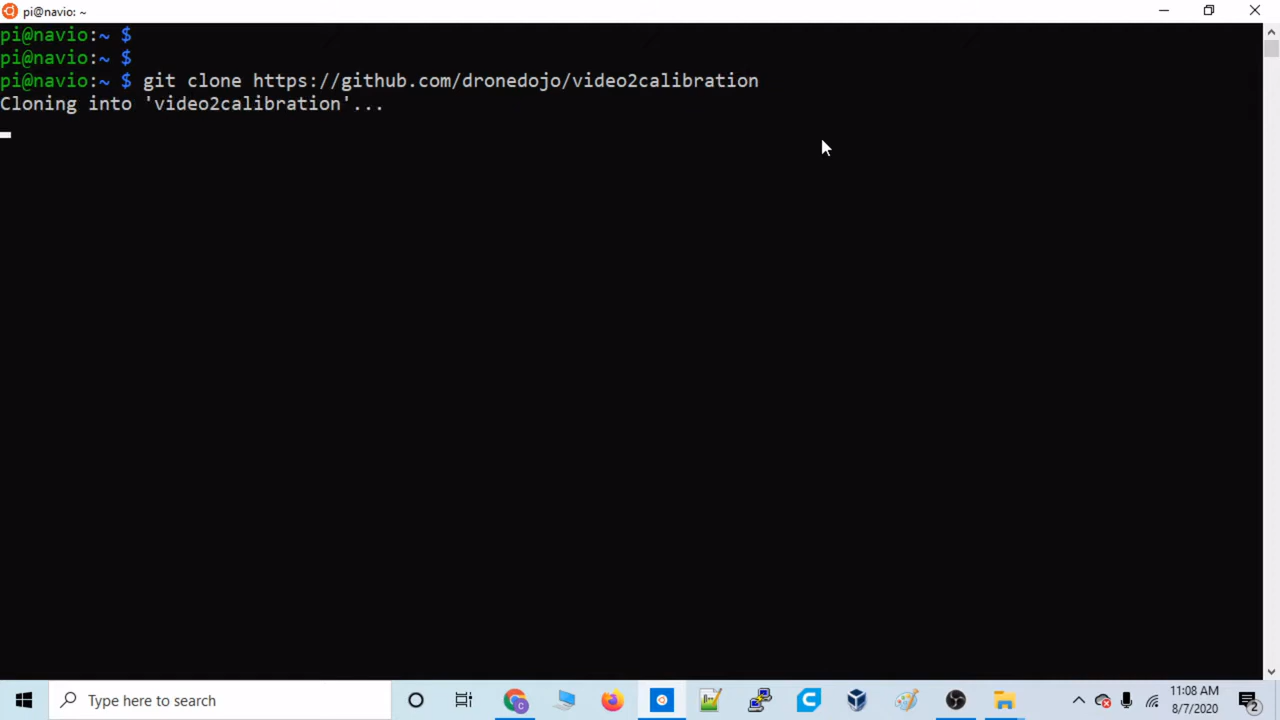 pi@navio: ~
pi@navio:~ $
pi@navio:~ $
pi@navio:~ $ git clone https://github.com/dronedojo/video2calibration
Cloning into 'video2calibration'...
Type here to search
11:08 AM
8/7/2020
2